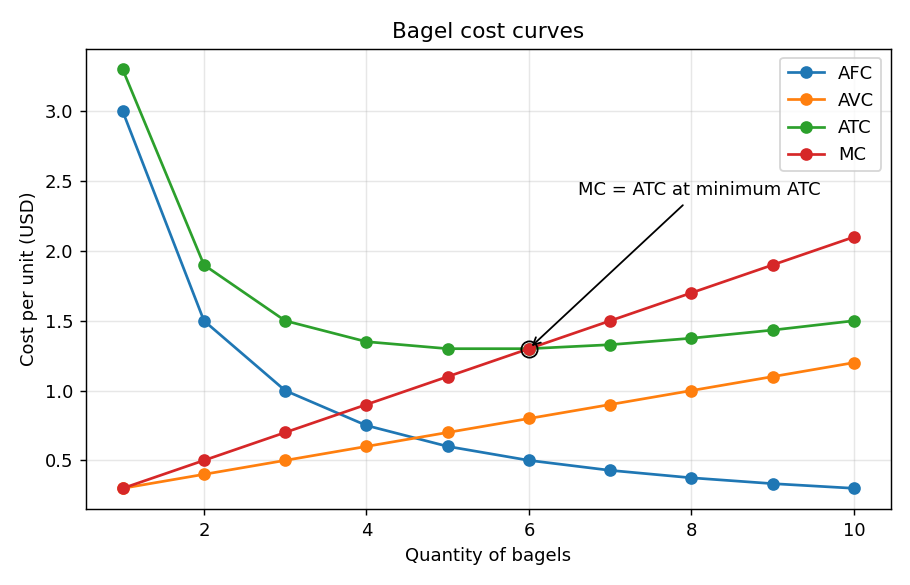 Bagel cost curves
AFC
AVC
ATC
MC
MC = ATC at minimum ATC
Cost per unit (USD)
3.0
2.5
2.0
1.5
1.0
0.5
2
4
6
8
10
Quantity of bagels